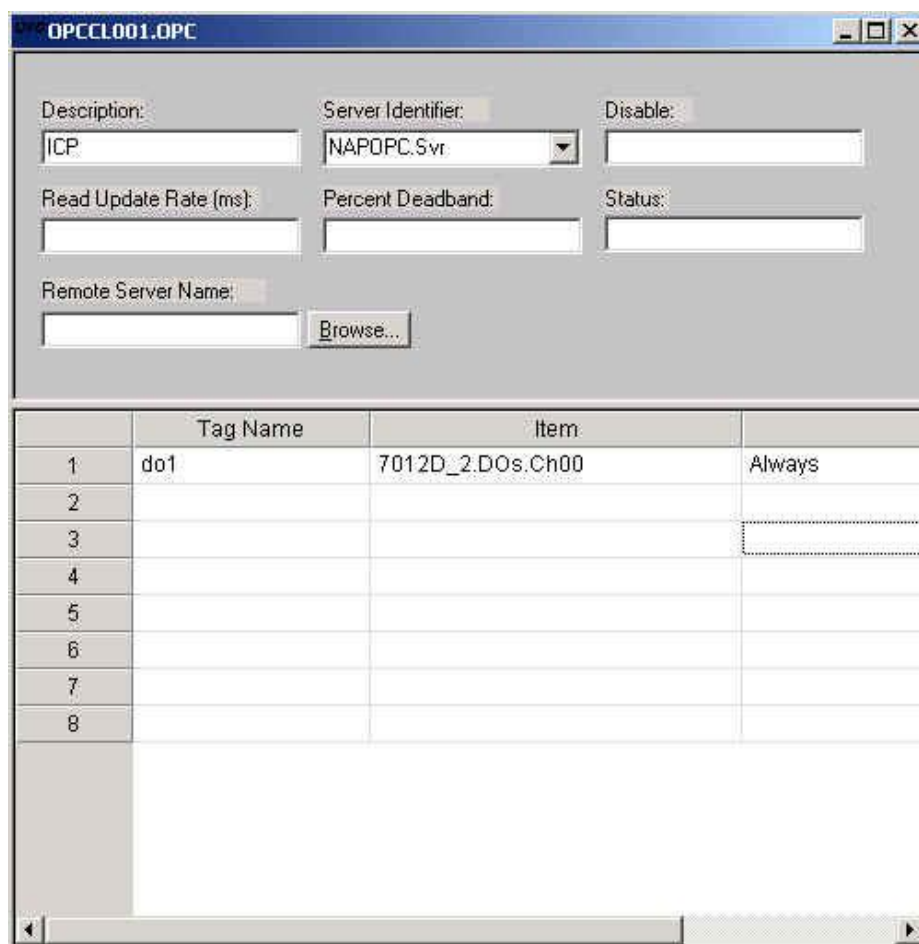 OPCCL001.OPC
Description: Server Identifier: Disable:
ICP NAPOPC.Svr
Read Update Rate (ms): Percent Deadband: Status:
Remote Server Name:
Browse...
Tag Name Item
1 do1 7012D_2.DOs.Ch00 Always
2
3
4
5
6
7
8